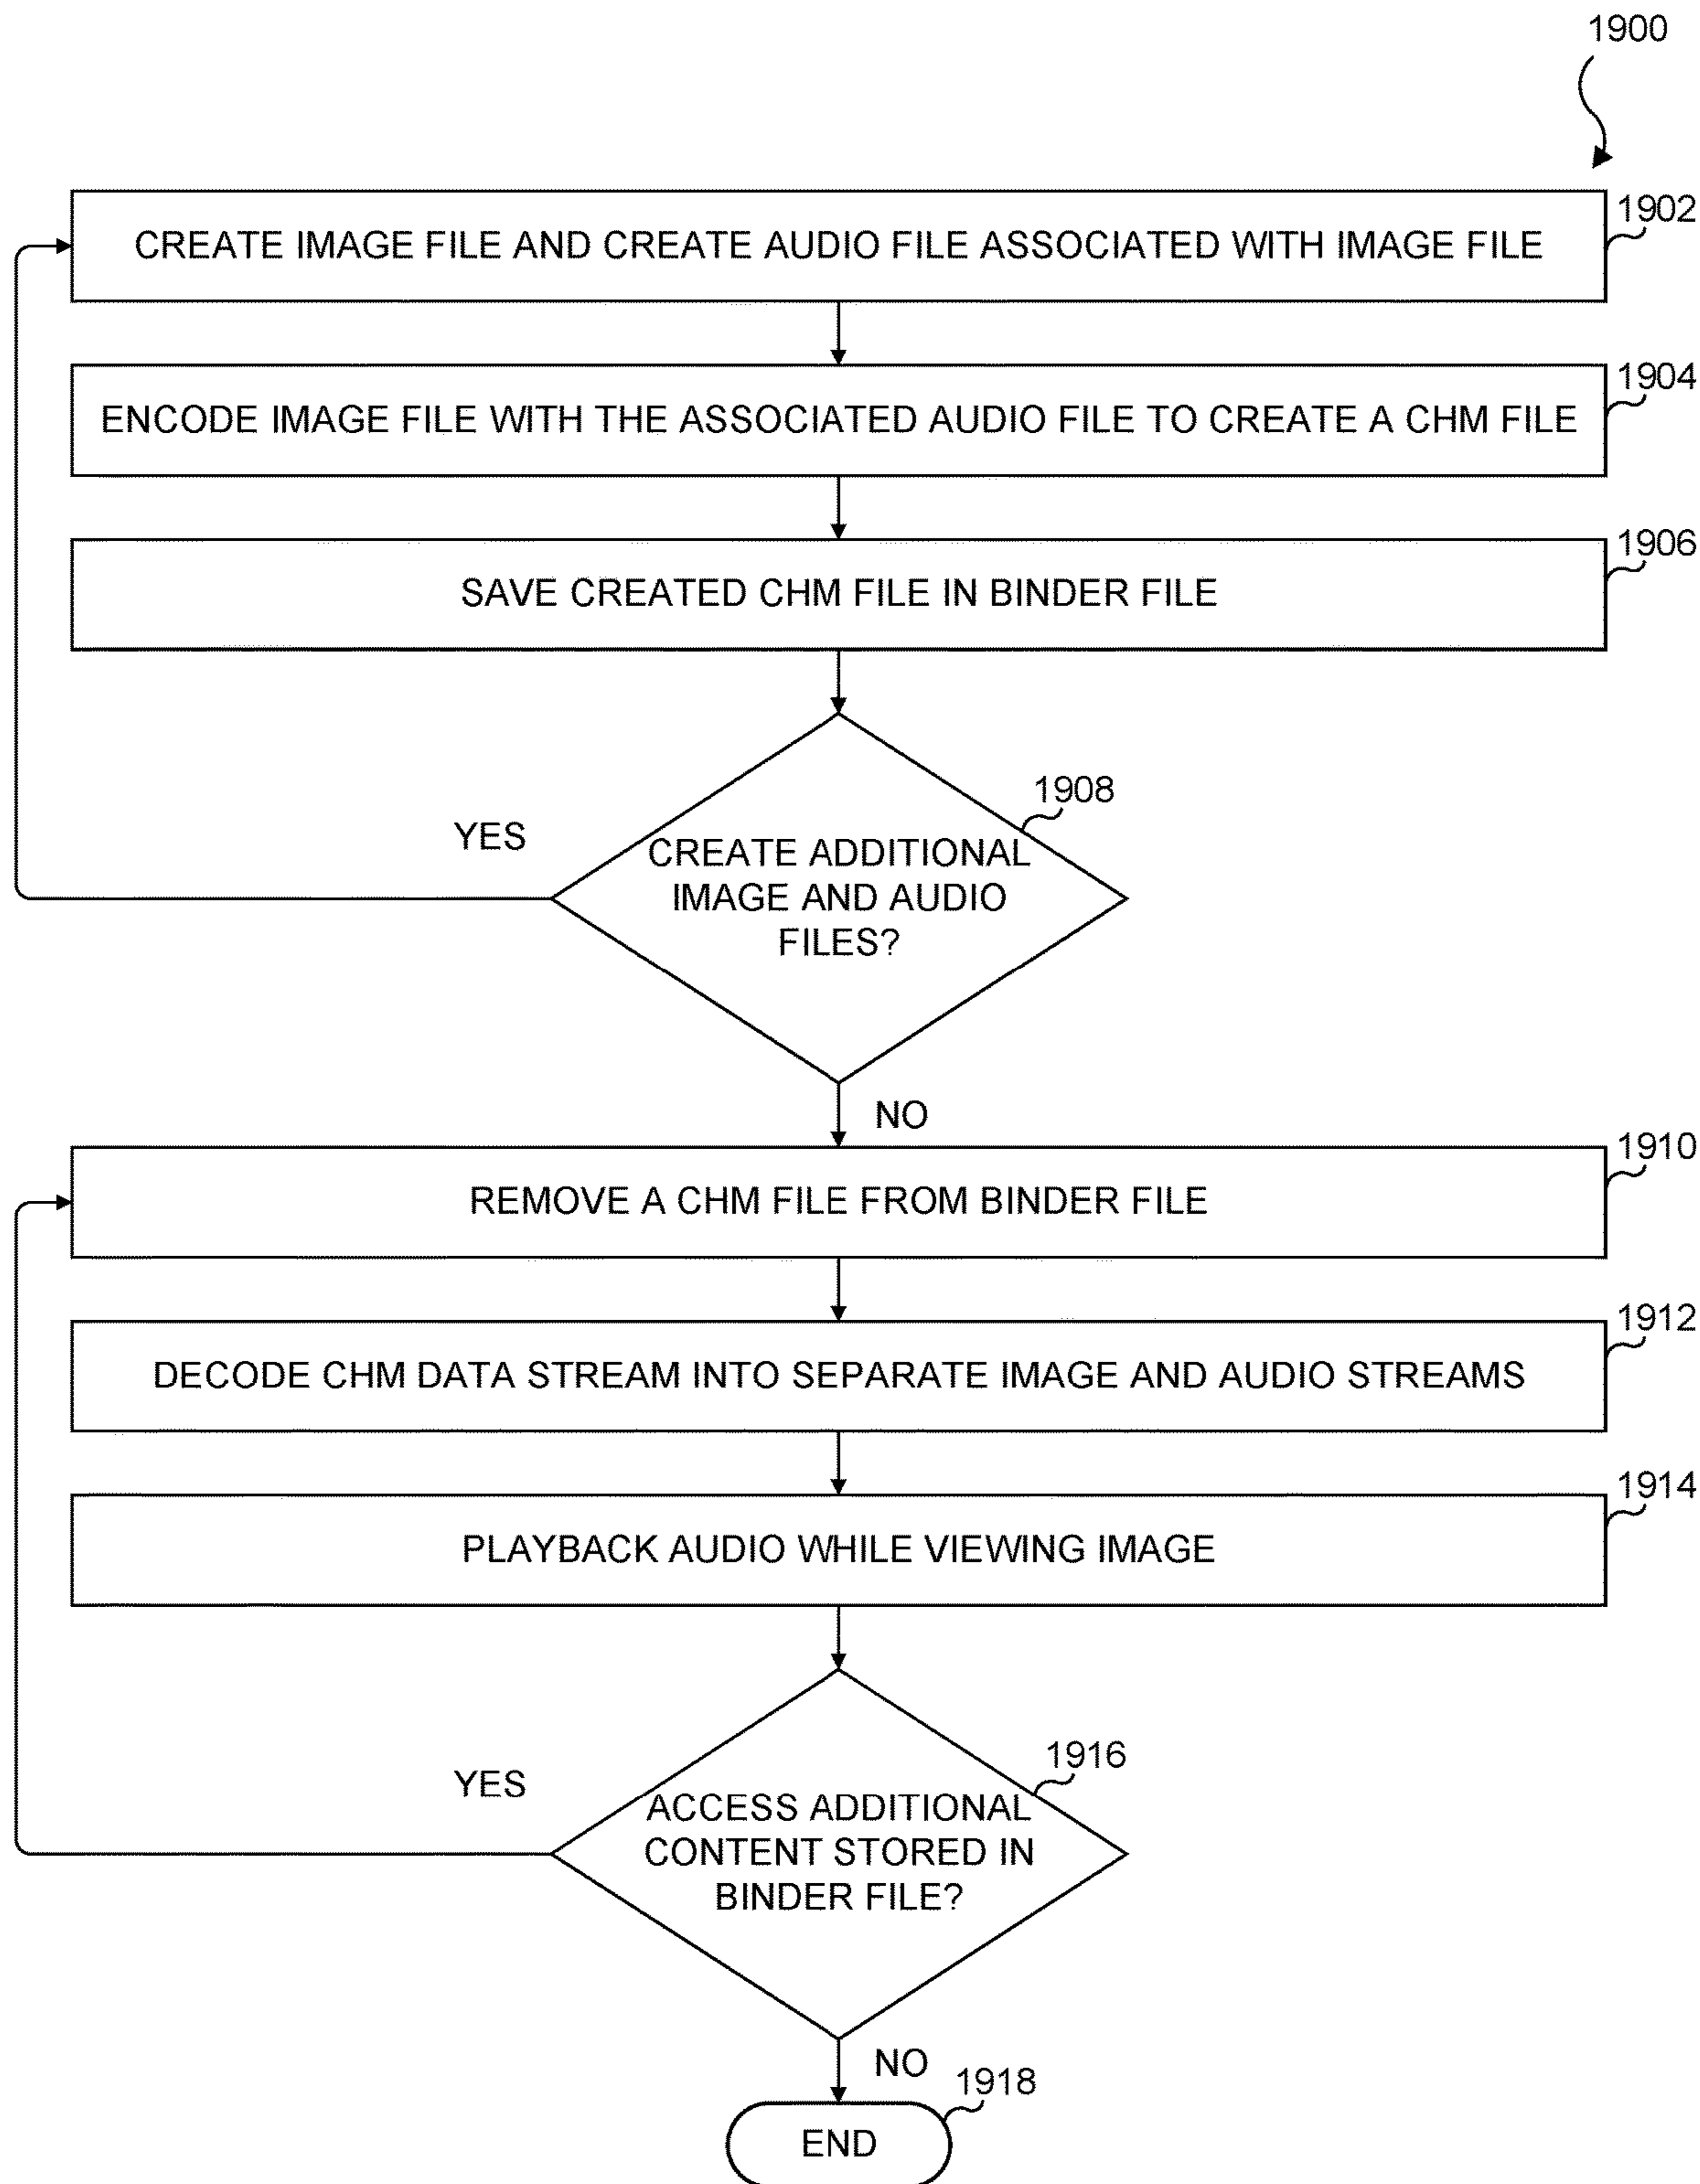 1900
1902
CREATE IMAGE FILE AND CREATE AUDIO FILE ASSOCIATED WITH IMAGE FILE
1904
ENCODE IMAGE FILE WITH THE ASSOCIATED AUDIO FILE TO CREATE A CHM FILE
1906
SAVE CREATED CHM FILE IN BINDER FILE
1908
YES
CREATE ADDITIONAL
IMAGE AND AUDIO
FILES?
NO
1910
REMOVE A CHM FILE FROM BINDER FILE
1912
DECODE CHM DATA STREAM INTO SEPARATE IMAGE AND AUDIO STREAMS
1914
PLAYBACK AUDIO WHILE VIEWING IMAGE
1916
YES
ACCESS ADDITIONAL
CONTENT STORED IN
BINDER FILE?
NO
1918
END